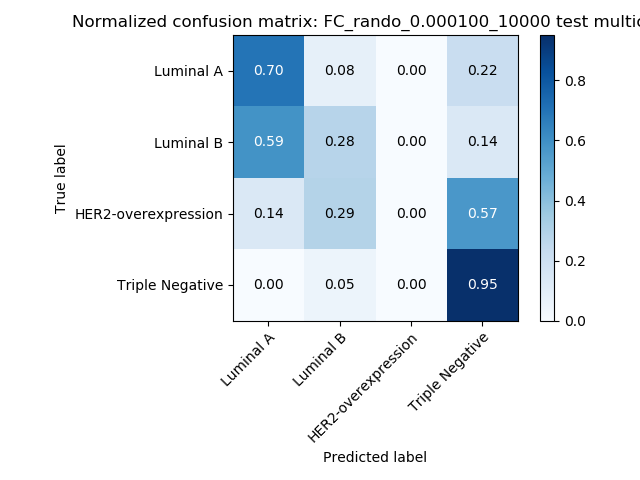 Normalized confusion matrix: FC_rando_0.000100_10000 test
Luminal A 0.70 0.08 0.00 0.22
Luminal B 0.59 0.28 0.00 0.14
HER2-overexpression 0.14 0.29 0.00 0.57
Triple Negative 0.00 0.05 0.00 0.95
True label
Luminal A
Luminal B
HER2-overexpression
Triple Negative
Predicted label
0.8
0.6
0.4
0.2
0.0